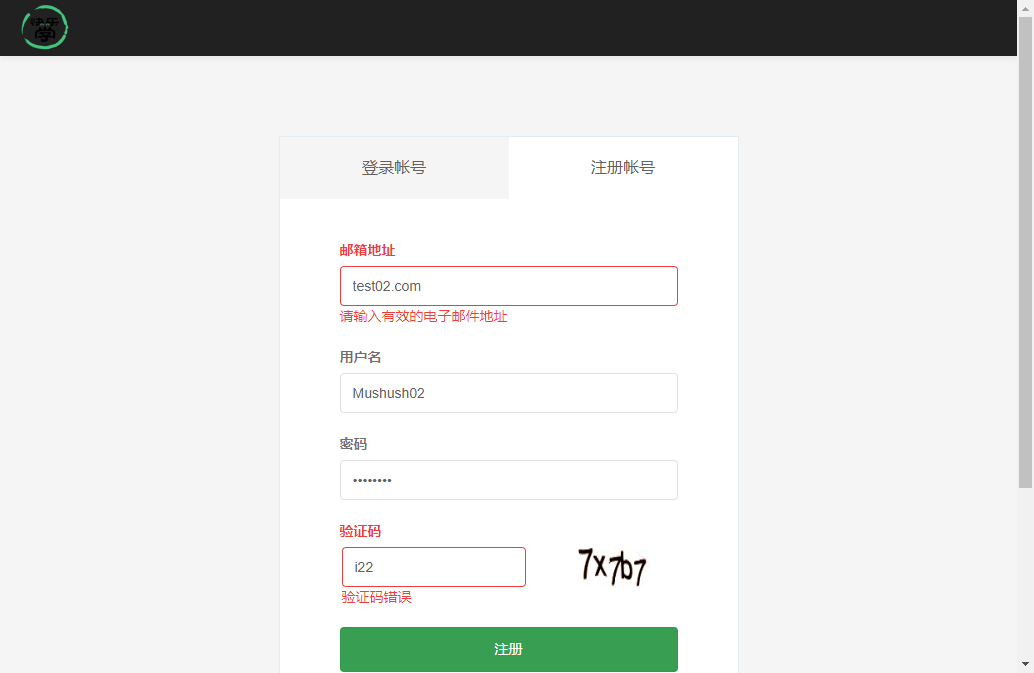 快乐
學
登录帐号
注册帐号
邮箱地址
test02.com
请输入有效的电子邮件地址
用户名
Mushush02
密码
••••••••
验证码
i22
7x7b7
验证码错误
注册